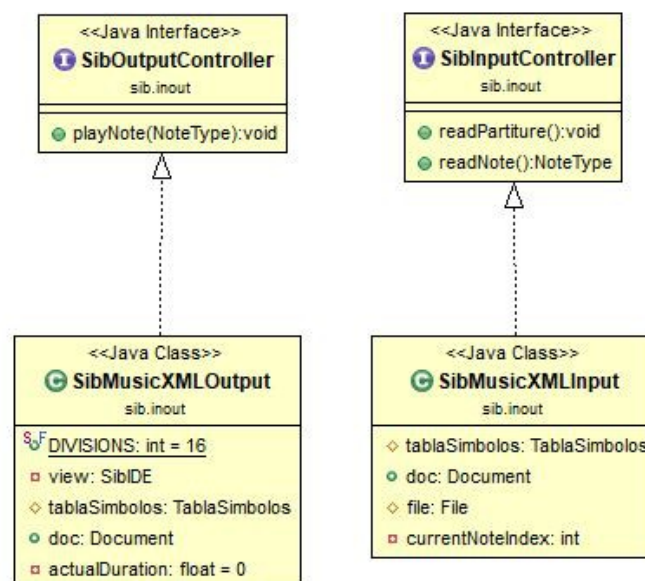 <<Java Interface>>
SibOutputController
sib.inout
playNote(NoteType):void
<<Java Interface>>
SibInputController
sib.inout
readPartiture():void
readNote():NoteType
<<Java Class>>
SibMusicXMLOutput
sib.inout
DIVISIONS: int = 16
view: SibIDE
tablaSimbolos: TablaSimbolos
doc: Document
actualDuration: float = 0
<<Java Class>>
SibMusicXMLInput
sib.inout
tablaSimbolos: TablaSimbolos
doc: Document
file: File
currentNoteIndex: int